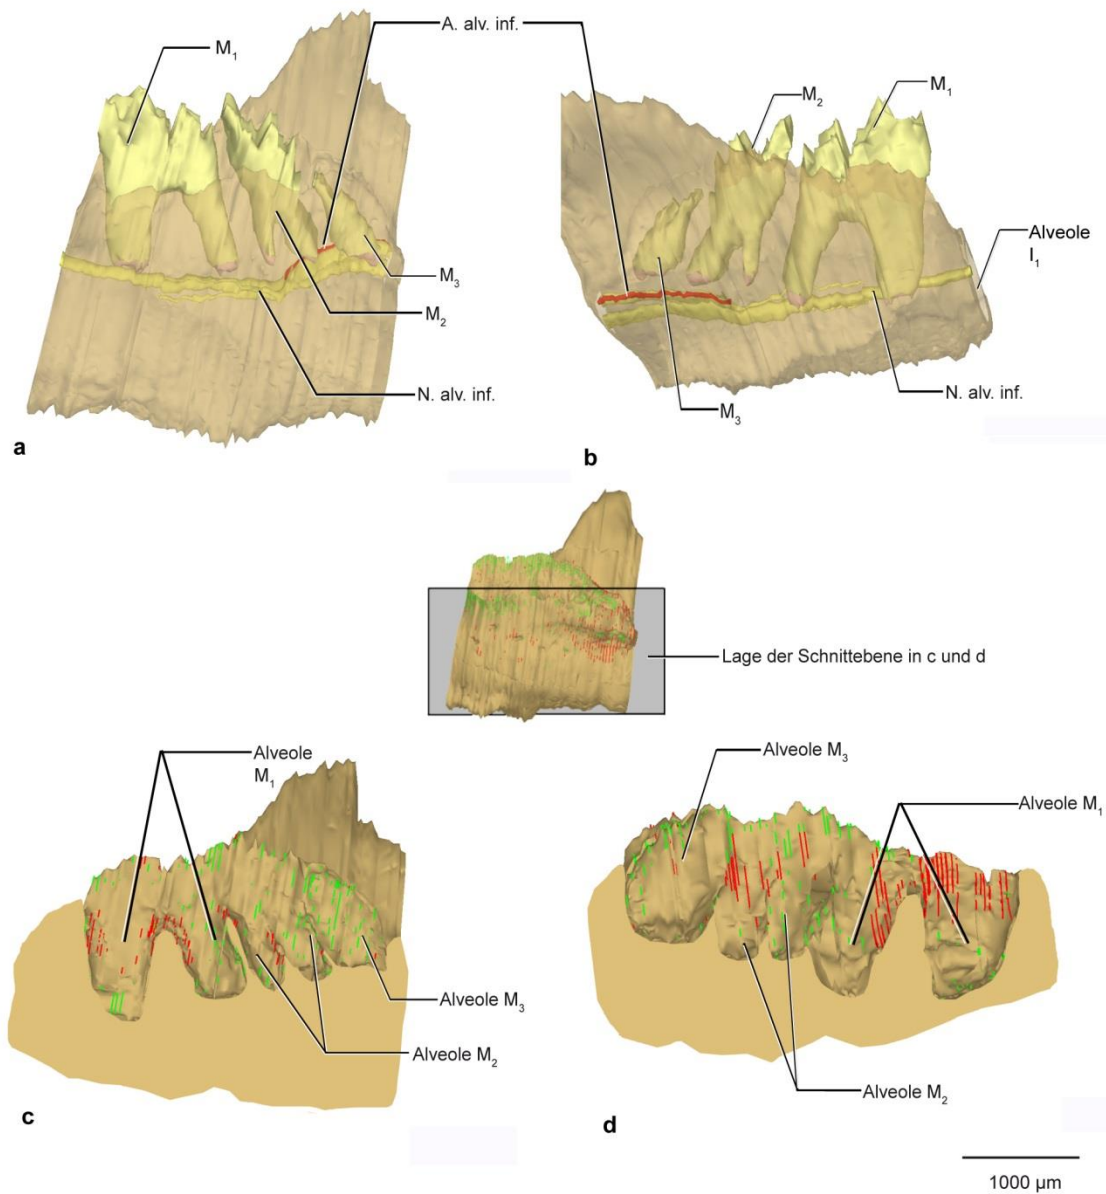 A. alv. inf.
M₁
M₃
M₂
N. alv. inf.
a
M₂
M₁
Alveole
I₁
N. alv. inf.
M₃
b
Lage der Schnittebene in c und d
Alveole
M₁
Alveole M₃
Alveole M₂
c
Alveole M₃
Alveole M₁
Alveole M₂
d
1000 µm